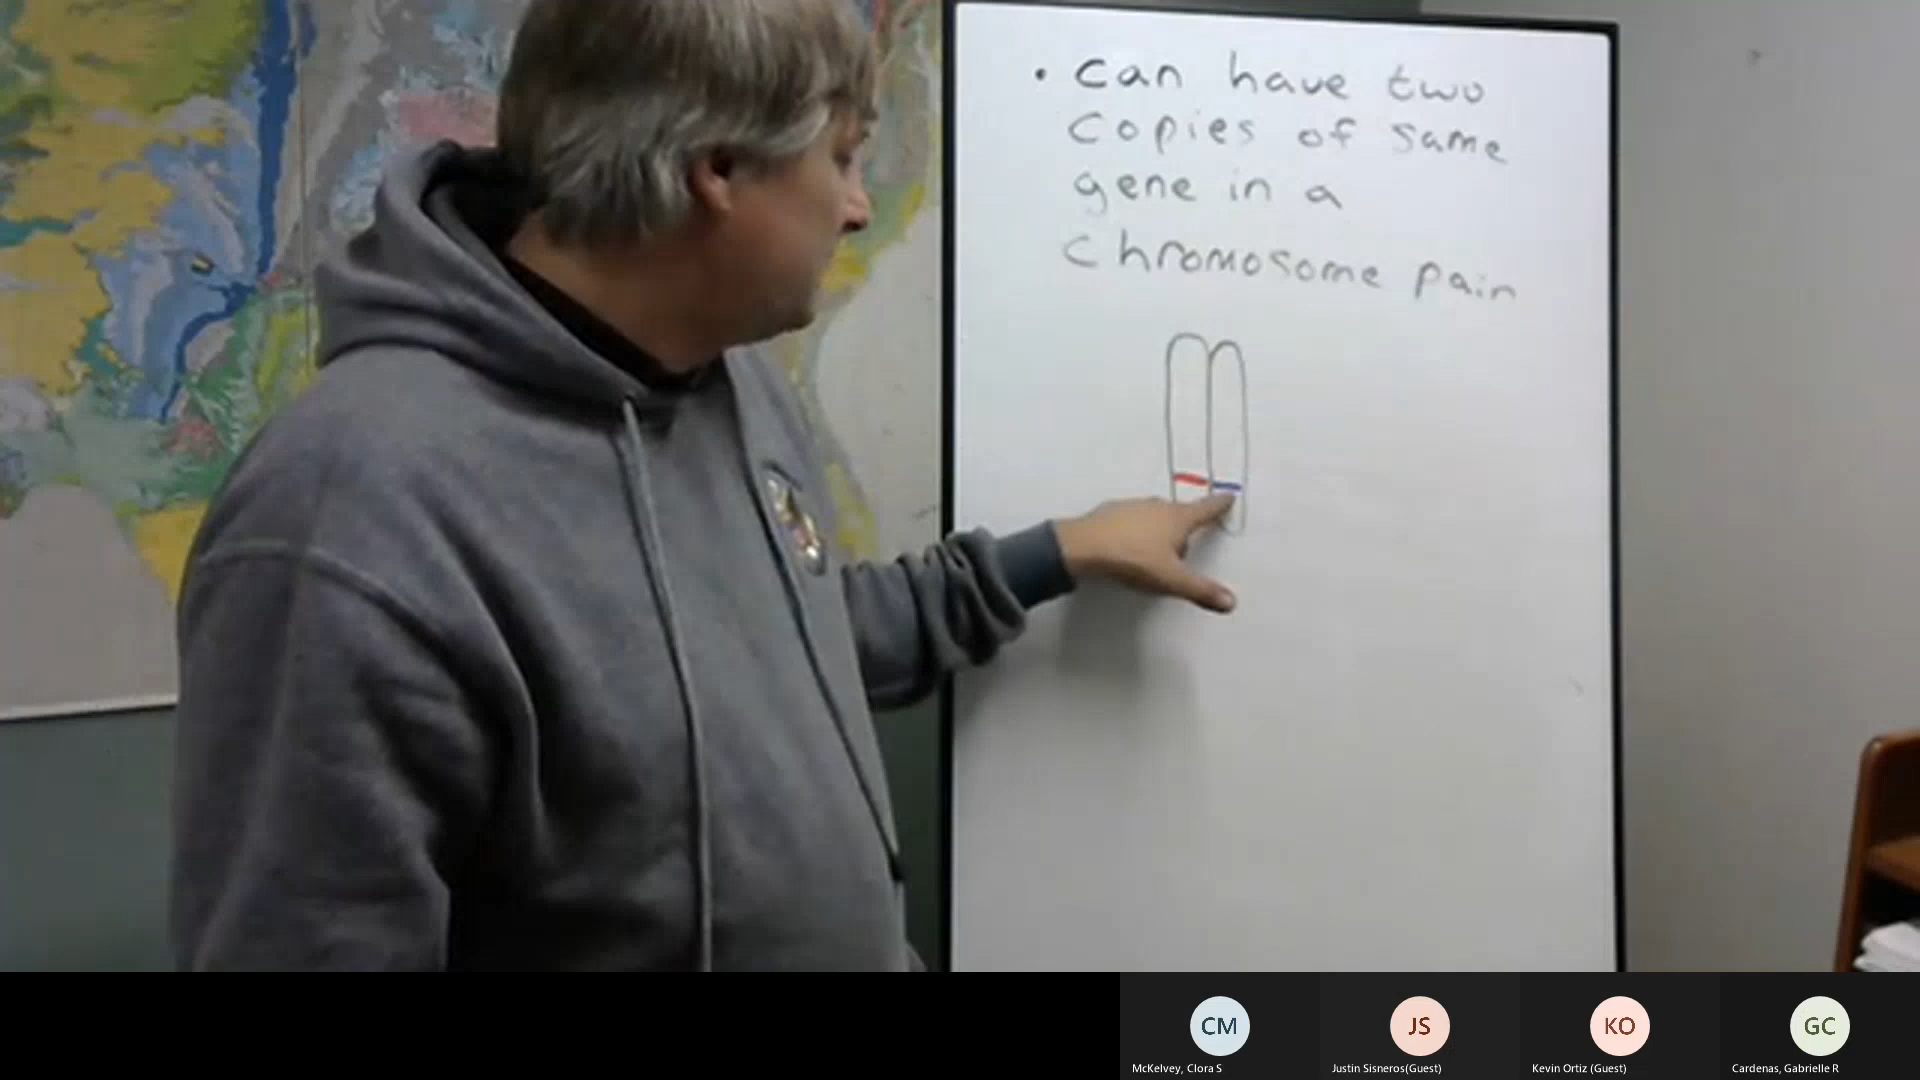 • can have two
copies of same
gene in a
chromosome pair
CM
JS
KO
GC
McKelvey, Clora S
Justin Sisneros(Guest)
Kevin Ortiz (Guest)
Cardenas, Gabrielle R